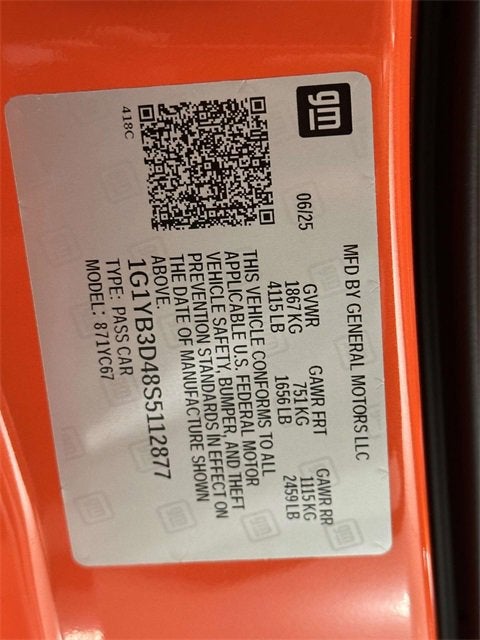 gm
MFD BY GENERAL MOTORS LLC
06/25
GVWR GAWR FRT GAWR RR
1867 KG 751 KG 1115 KG
4115 LB 1656 LB 2459 LB
THIS VEHICLE CONFORMS TO ALL
APPLICABLE U.S. FEDERAL MOTOR
VEHICLE SAFETY, BUMPER, AND THEFT
PREVENTION STANDARDS IN EFFECT ON
THE DATE OF MANUFACTURE SHOWN
ABOVE.
1G1YB3D48S5112877
TYPE: PASS CAR
MODEL: 871YC67
418C